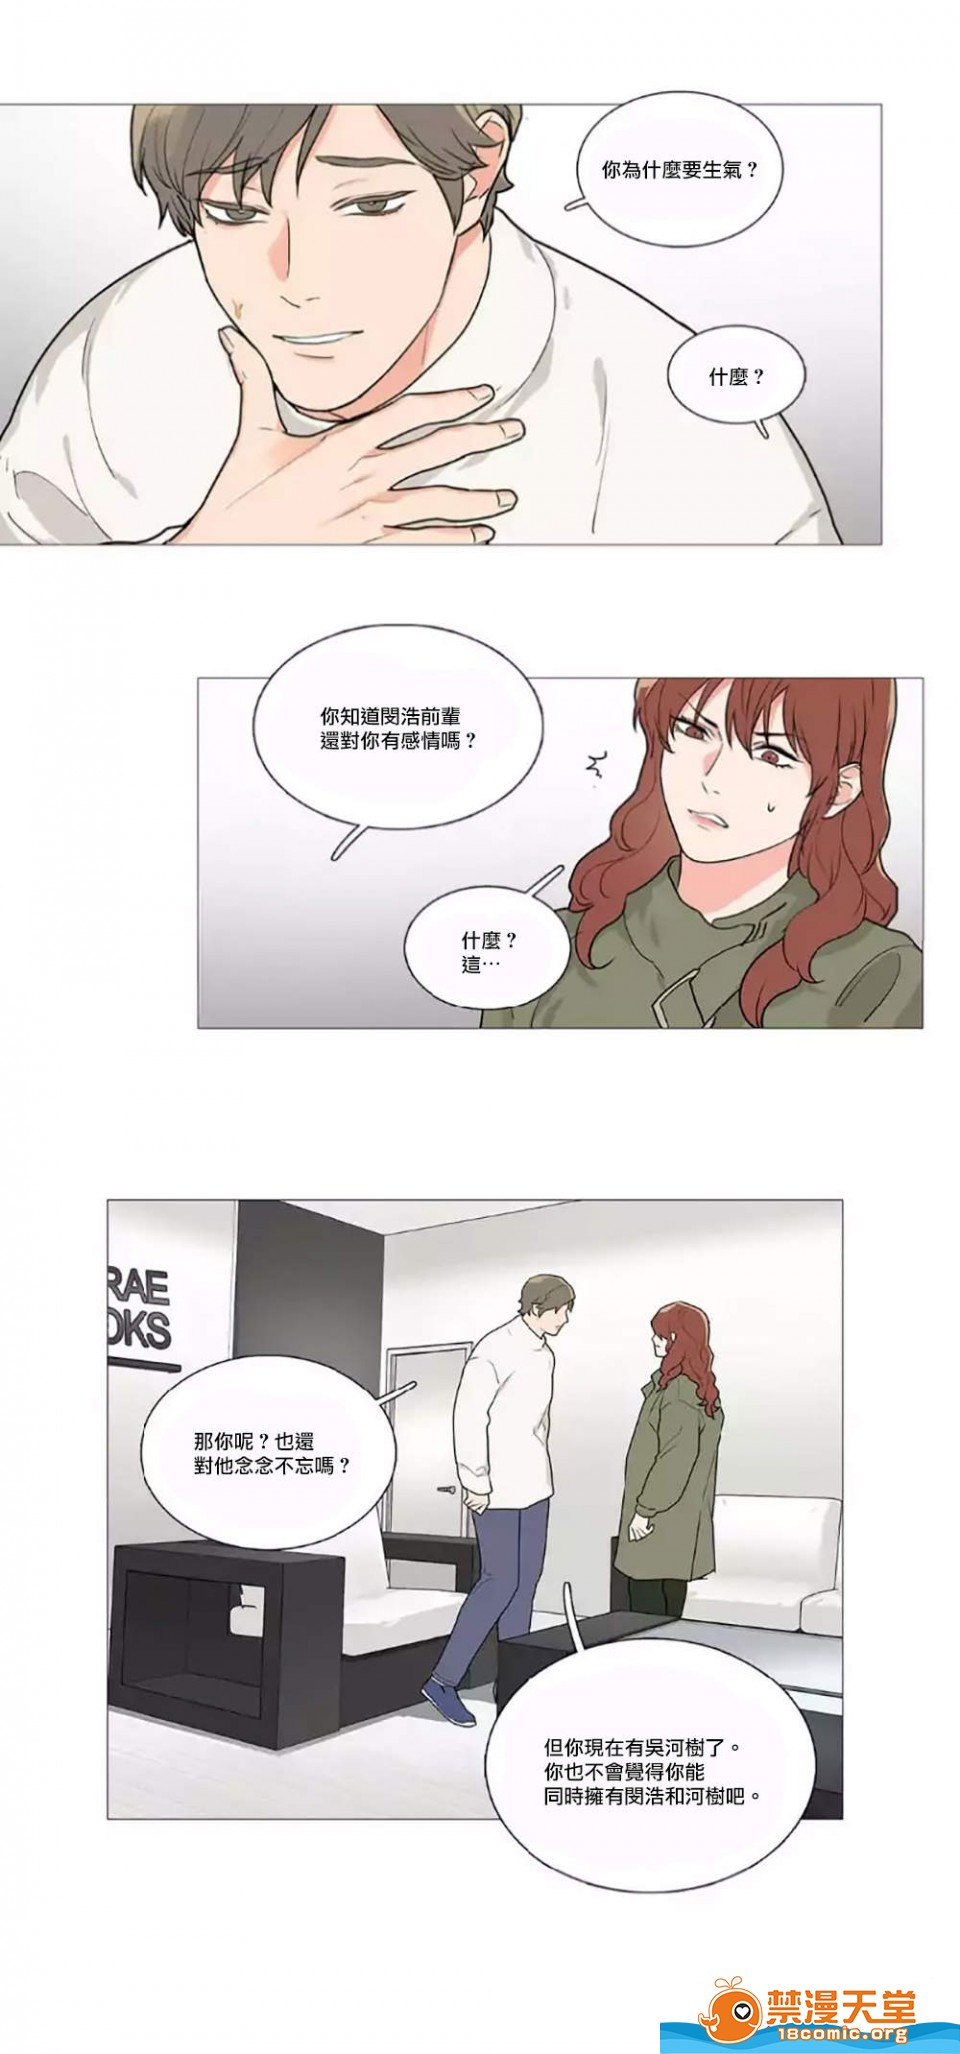 你為什麼要生氣？
什麼？
你知道閔浩前輩
還對你有感情嗎？
什麼？
這…
RAE
OKS
那你呢？也還
對他念念不忘嗎？
但你現在有吳河樹了。
你也不會覺得你能
同時擁有閔浩和河樹吧。
禁漫天堂
18comic.org